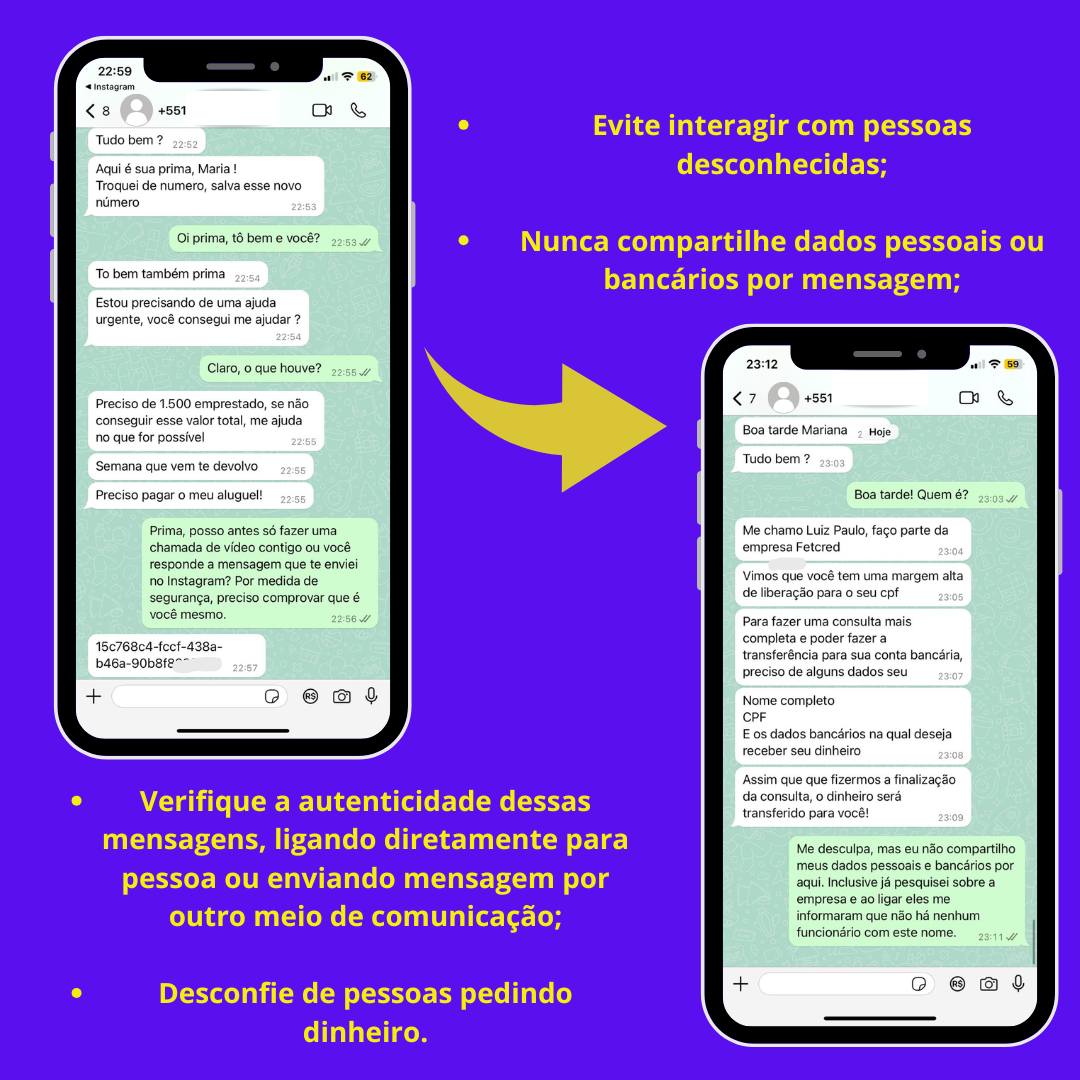 22:59
62
Instagram
8
+551
Tudo bem ? 22:52
Aqui é sua prima, Maria !
Troquei de numero, salva esse novo
número
22:53
Oi prima, tô bem e você? 22:53
To bem também prima 22:54
Estou precisando de uma ajuda
urgente, você consegui me ajudar ?
22:54
Claro, o que houve? 22:55
Preciso de 1.500 emprestado, se não
conseguir esse valor total, me ajuda
no que for possível 22:55
Semana que vem te devolvo 22:55
Preciso pagar o meu aluguel! 22:55
Prima, posso antes só fazer uma
chamada de vídeo contigo ou você
responde a mensagem que te enviei
no Instagram? Por medida de
segurança, preciso comprovar que é
você mesmo. 22:56
15c768c4-fccf-438a-
b46a-90b8f8 22:57
R$
• Evite interagir com pessoas
desconhecidas;
• Nunca compartilhe dados pessoais ou
bancários por mensagem;
23:12
59
7
+551
Boa tarde Mariana 2 Hoje
Tudo bem ? 23:03
Boa tarde! Quem é? 23:03
Me chamo Luiz Paulo, faço parte da
empresa Fetcred 23:04
Vimos que você tem uma margem alta
de liberação para o seu cpf 23:05
Para fazer uma consulta mais
completa e poder fazer a
transferência para sua conta bancária,
preciso de alguns dados seu 23:07
Nome completo
CPF
E os dados bancários na qual deseja
receber seu dinheiro 23:08
Assim que que fizermos a finalização
da consulta, o dinheiro será
transferido para você! 23:09
Me desculpa, mas eu não compartilho
meus dados pessoais e bancários por
aqui. Inclusive já pesquisei sobre a
empresa e ao ligar eles me
informaram que não há nenhum
funcionário com este nome. 23:11
R$
• Verifique a autenticidade dessas
mensagens, ligando diretamente para
pessoa ou enviando mensagem por
outro meio de comunicação;
• Desconfie de pessoas pedindo
dinheiro.